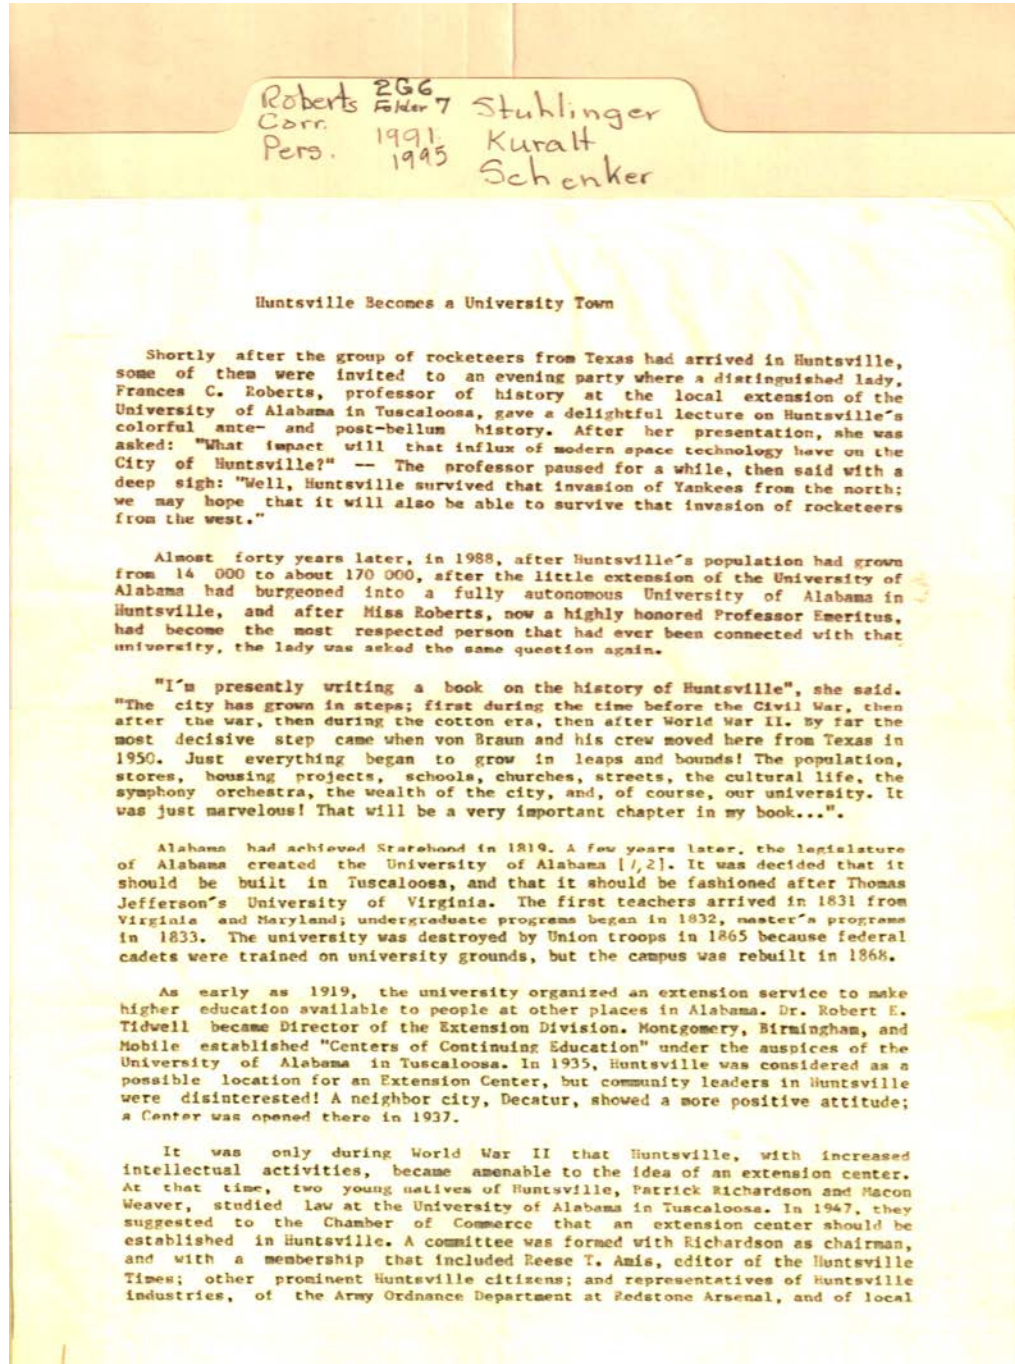 Roberts 2G6 Folder 7 Stuhlinger
Corr. 1991 Kuralt
Pers. 1995 Schenker
Huntsville Becomes a University Town
Shortly after the group of rocketeers from Texas had arrived in Huntsville,
some of them were invited to an evening party where a distinguished lady,
Frances C. Roberts, professor of history at the local extension of the
University of Alabama in Tuscaloosa, gave a delightful lecture on Huntsville's
colorful ante- and post-bellum history. After her presentation, she was
asked: "What impact will that influx of modern space technology have on the
City of Huntsville?" -- The professor paused for a while, then said with a
deep sigh: "Well, Huntsville survived that invasion of Yankees from the north;
we may hope that it will also be able to survive that invasion of rocketeers
from the west."
Almost forty years later, in 1988, after Huntsville's population had grown
from 14 000 to about 170 000, after the little extension of the University of
Alabama had burgeoned into a fully autonomous University of Alabama in
Huntsville, and after Miss Roberts, now a highly honored Professor Emeritus,
had become the most respected person that had ever been connected with that
university, the lady was asked the same question again.
"I'm presently writing a book on the history of Huntsville", she said.
"The city has grown in steps; first during the time before the Civil War, then
after the war, then during the cotton era, then after World War II. By far the
most decisive step came when von Braun and his crew moved here from Texas in
1950. Just everything began to grow in leaps and bounds! The population,
stores, housing projects, schools, churches, streets, the cultural life, the
symphony orchestra, the wealth of the city, and, of course, our university. It
was just marvelous! That will be a very important chapter in my book...".
Alabama had achieved Statehood in 1819. A few years later, the legislature
of Alabama created the University of Alabama [1,2]. It was decided that it
should be built in Tuscaloosa, and that it should be fashioned after Thomas
Jefferson's University of Virginia. The first teachers arrived in 1831 from
Virginia and Maryland; undergraduate programs began in 1832, master's programs
in 1833. The university was destroyed by Union troops in 1865 because federal
cadets were trained on university grounds, but the campus was rebuilt in 1868.
As early as 1919, the university organized an extension service to make
higher education available to people at other places in Alabama. Dr. Robert E.
Tidwell became Director of the Extension Division. Montgomery, Birmingham, and
Mobile established "Centers of Continuing Education" under the auspices of the
University of Alabama in Tuscaloosa. In 1935, Huntsville was considered as a
possible location for an Extension Center, but community leaders in Huntsville
were disinterested! A neighbor city, Decatur, showed a more positive attitude;
a Center was opened there in 1937.
It was only during World War II that Huntsville, with increased
intellectual activities, became amenable to the idea of an extension center.
At that time, two young natives of Huntsville, Patrick Richardson and Macon
Weaver, studied law at the University of Alabama in Tuscaloosa. In 1947, they
suggested to the Chamber of Commerce that an extension center should be
established in Huntsville. A committee was formed with Richardson as chairman,
and with a membership that included Reese T. Amis, editor of the Huntsville
Times; other prominent Huntsville citizens; and representatives of Huntsville
industries, of the Army Ordnance Department at Redstone Arsenal, and of local